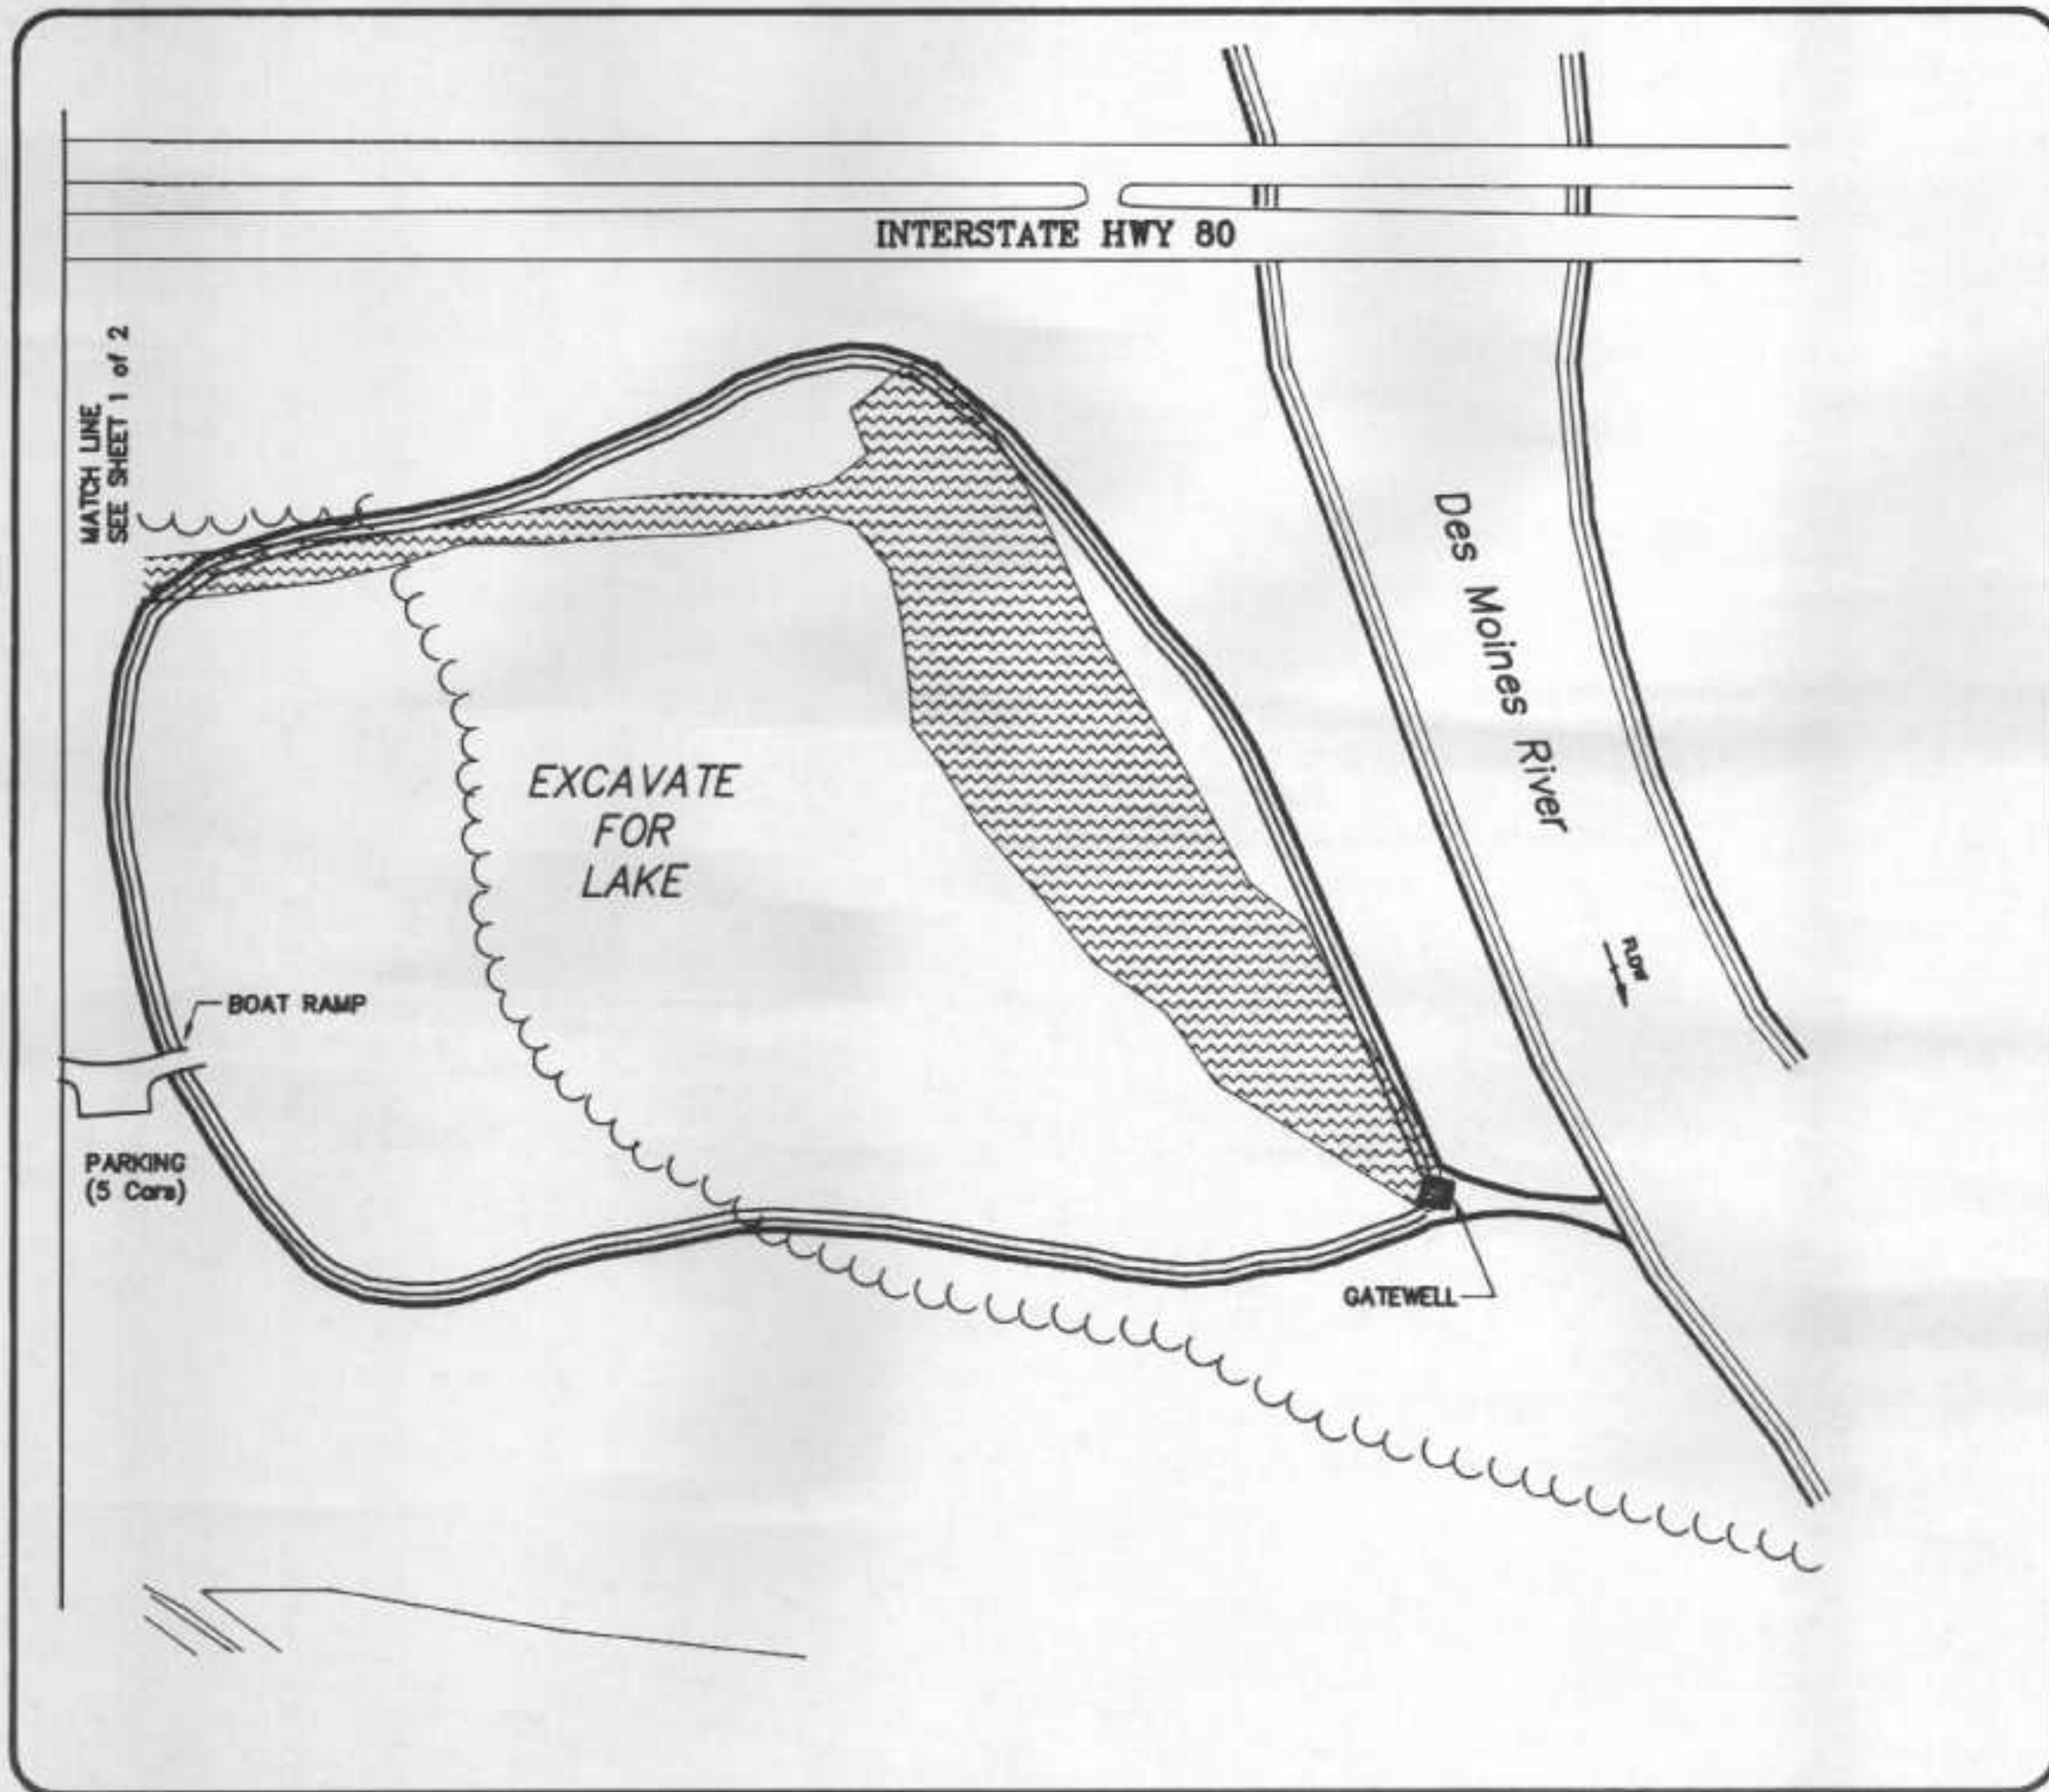 INTERSTATE HWY 80
MATCH LINE
SEE SHEET 1 of 2
Des Moines River
EXCAVATE
FOR
LAKE
FLOW
BOAT RAMP
PARKING
(5 Cars)
GATEWELL